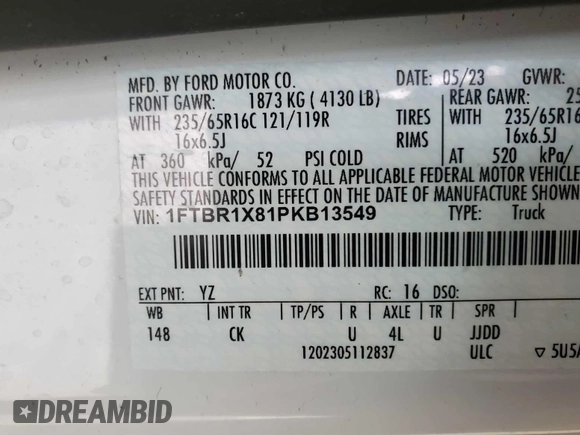 MFD. BY FORD MOTOR CO. DATE: 05/23 GVWR:
FRONT GAWR: 1873 KG ( 4130 LB) REAR GAWR: 25
WITH 235/65R16C 121/119R TIRES WITH 235/65R16
16x6.5J RIMS 16x6.5J
AT 360 kPa/ 52 PSI COLD AT 520 kPa/
THIS VEHICLE CONFORMS TO ALL APPLICABLE FEDERAL MOTOR VEHI
SAFETY STANDARDS IN EFFECT ON THE DATE OF MANUFACTURE SHOWN
VIN: 1FTBR1X81PKB13549 TYPE: Truck
EXT PNT: YZ RC: 16 DSO:
WB INT TR TP/PS R AXLE TR SPR
148 CK U 4L U JJDD
1202305112837 ULC ▽ 5U5A
DREAMBID